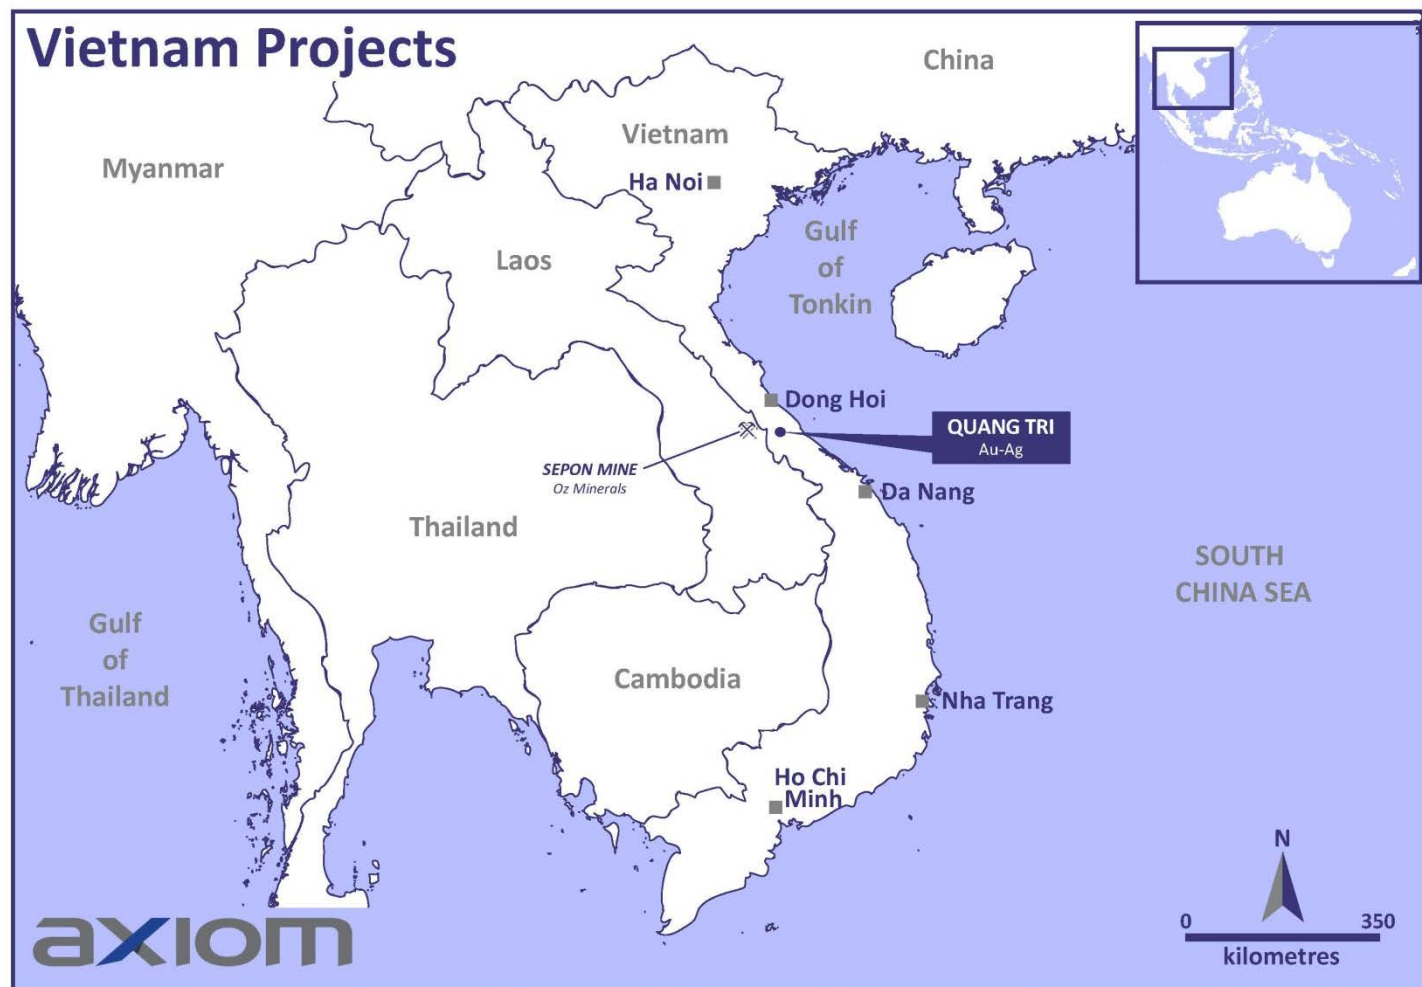 Vietnam Projects
China
Vietnam
Myanmar
Ha Noi
Gulf
of
Tonkin
Laos
Dong Hoi
QUANG TRI
Au-Ag
SEPON MINE
Oz Minerals
Da Nang
Thailand
SOUTH
CHINA SEA
Gulf
of
Thailand
Cambodia
Nha Trang
Ho Chi
Minh
N
0 350
kilometres
axiom